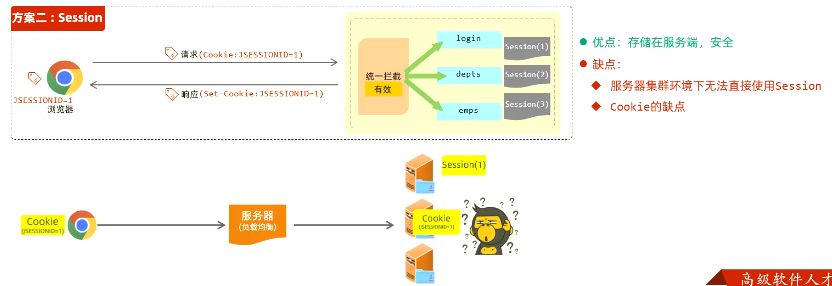 方案二：Session
请求(Cookie:JSESSIONID=1)
响应(Set-Cookie:JSESSIONID=1)
JSESSIONID=1
浏览器
统一拦截
有效
login
depts
emps
Session(1)
Session(2)
Session(3)
优点：存储在服务端，安全
缺点：
服务器集群环境下无法直接使用Session
Cookie的缺点
Cookie
(JSESSIONID=1)
服务器
(负载均衡)
Session(1)
Cookie
(JSESSIONID=1)
? ? ? ? ? ? ? ? ?
高级软件人才